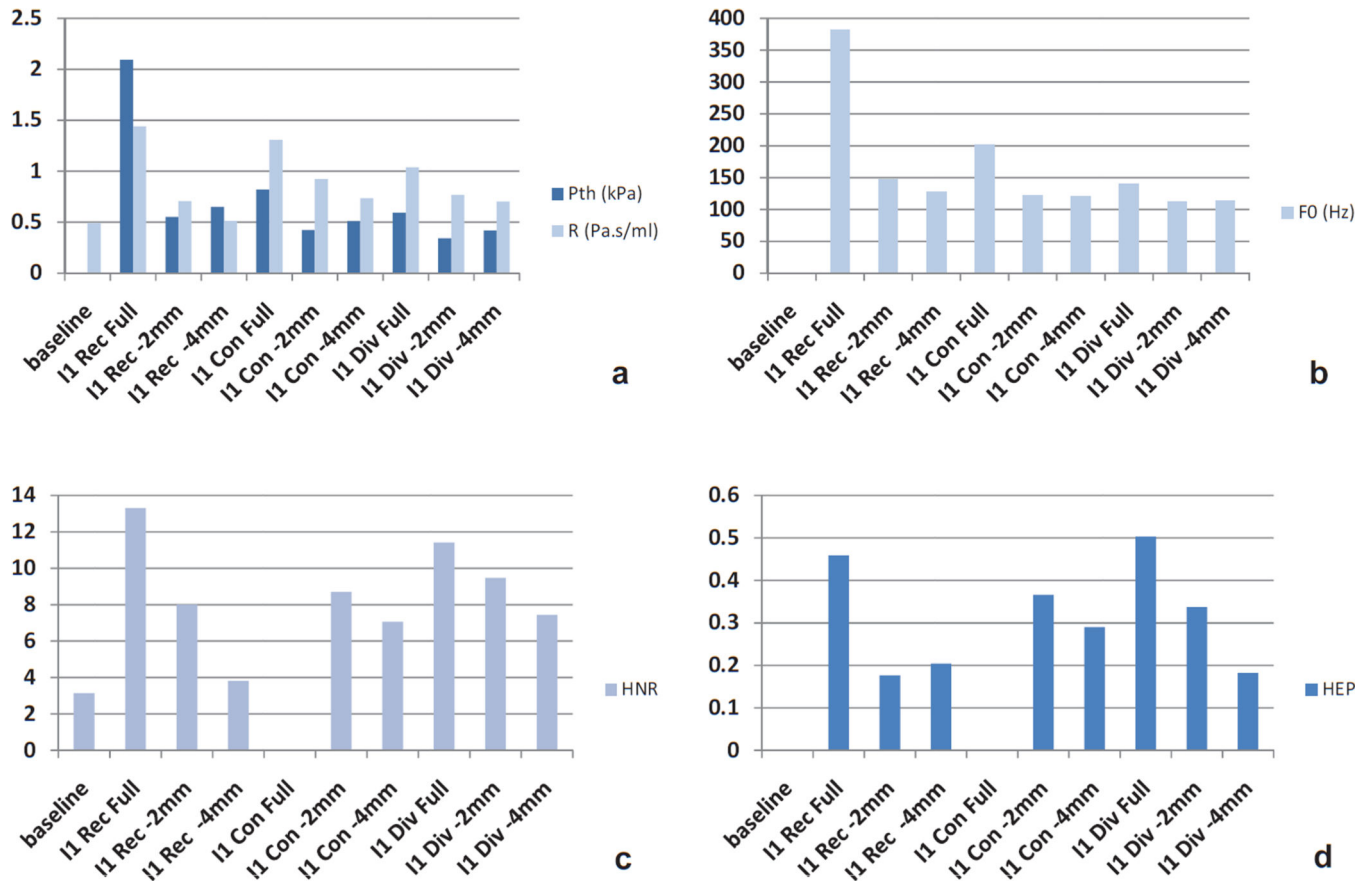 2.5
2
1.5
1
0.5
0
baseline
I1 Rec Full
I1 Rec -2mm
I1 Rec -4mm
I1 Con Full
I1 Con -2mm
I1 Con -4mm
I1 Div Full
I1 Div -2mm
I1 Div -4mm
Pth (kPa)
R (Pa.s/ml)
a
400
350
300
250
200
150
100
50
0
baseline
I1 Rec Full
I1 Rec -2mm
I1 Rec -4mm
I1 Con Full
I1 Con -2mm
I1 Con -4mm
I1 Div Full
I1 Div -2mm
I1 Div -4mm
F0 (Hz)
b
14
12
10
8
6
4
2
0
baseline
I1 Rec Full
I1 Rec -2mm
I1 Rec -4mm
I1 Con Full
I1 Con -2mm
I1 Con -4mm
I1 Div Full
I1 Div -2mm
I1 Div -4mm
HNR
c
0.6
0.5
0.4
0.3
0.2
0.1
0
baseline
I1 Rec Full
I1 Rec -2mm
I1 Rec -4mm
I1 Con Full
I1 Con -2mm
I1 Con -4mm
I1 Div Full
I1 Div -2mm
I1 Div -4mm
HEP
d